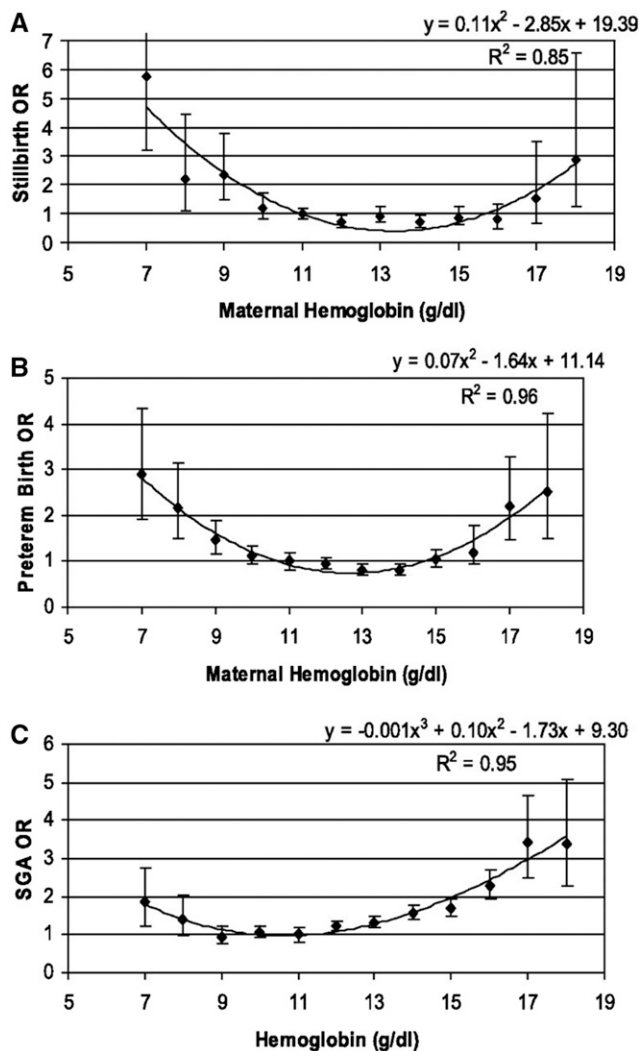 A
y = 0.11x² - 2.85x + 19.39
R² = 0.85
Stillbirth OR
7
6
5
4
3
2
1
0
5 7 9 11 13 15 17 19
Maternal Hemoglobin (g/dl)
B
y = 0.07x² - 1.64x + 11.14
R² = 0.96
Preterem Birth OR
5
4
3
2
1
0
5 7 9 11 13 15 17 19
Maternal Hemoglobin (g/dl)
C
y = -0.001x³ + 0.10x² - 1.73x + 9.30
R² = 0.95
SGA OR
6
5
4
3
2
1
0
5 7 9 11 13 15 17 19
Hemoglobin (g/dl)